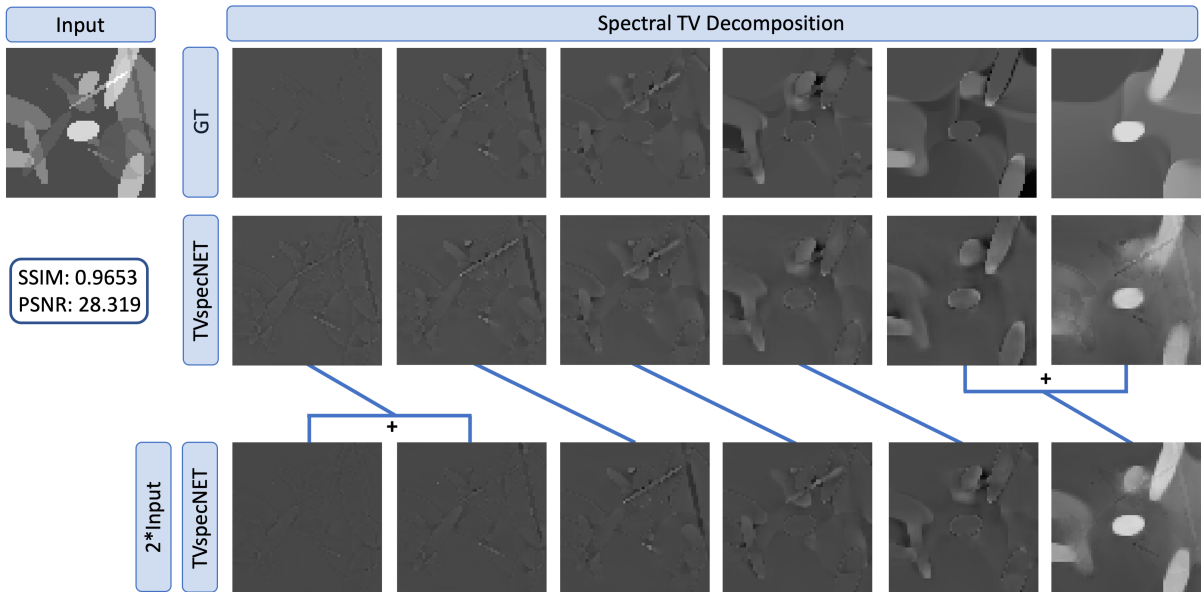 Input
Spectral TV Decomposition
GT
TVspecNET
SSIM: 0.9653
PSNR: 28.319
+
+
2*Input
TVspecNET